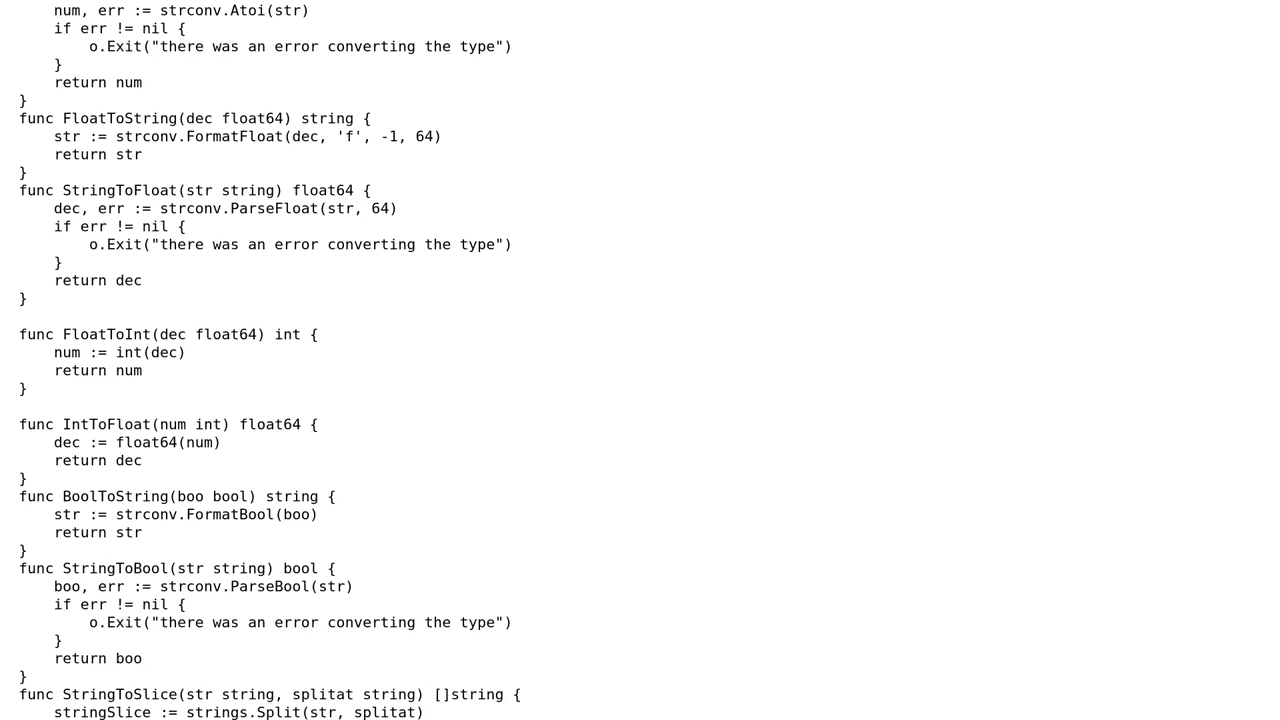 num, err := strconv.Atoi(str)
    if err != nil {
        o.Exit("there was an error converting the type")
    }
    return num
}
func FloatToString(dec float64) string {
    str := strconv.FormatFloat(dec, 'f', -1, 64)
    return str
}
func StringToFloat(str string) float64 {
    dec, err := strconv.ParseFloat(str, 64)
    if err != nil {
        o.Exit("there was an error converting the type")
    }
    return dec
}

func FloatToInt(dec float64) int {
    num := int(dec)
    return num
}

func IntToFloat(num int) float64 {
    dec := float64(num)
    return dec
}
func BoolToString(boo bool) string {
    str := strconv.FormatBool(boo)
    return str
}
func StringToBool(str string) bool {
    boo, err := strconv.ParseBool(str)
    if err != nil {
        o.Exit("there was an error converting the type")
    }
    return boo
}
func StringToSlice(str string, splitat string) []string {
    stringSlice := strings.Split(str, splitat)